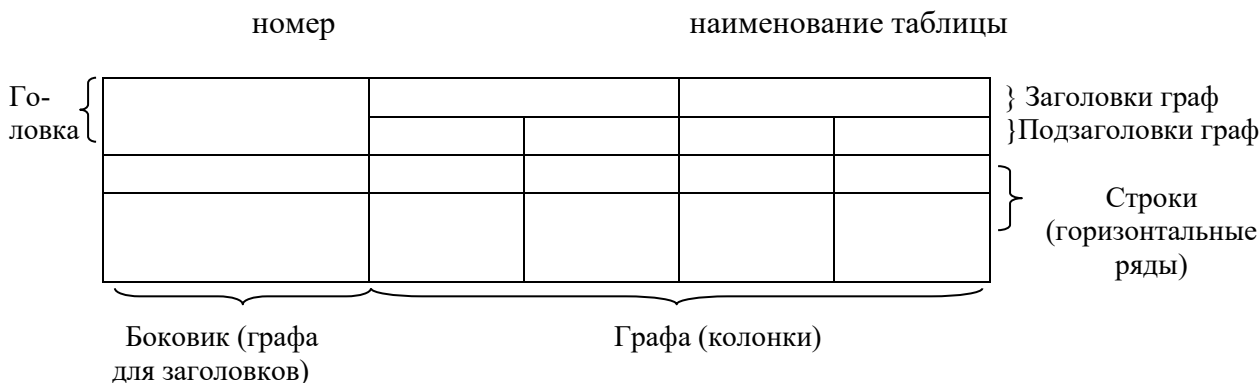 номер наименование таблицы
Го-
ловка
} Заголовки граф
}Подзаголовки граф
Строки
(горизонтальные
ряды)
Боковик (графа
для заголовков)
Графа (колонки)